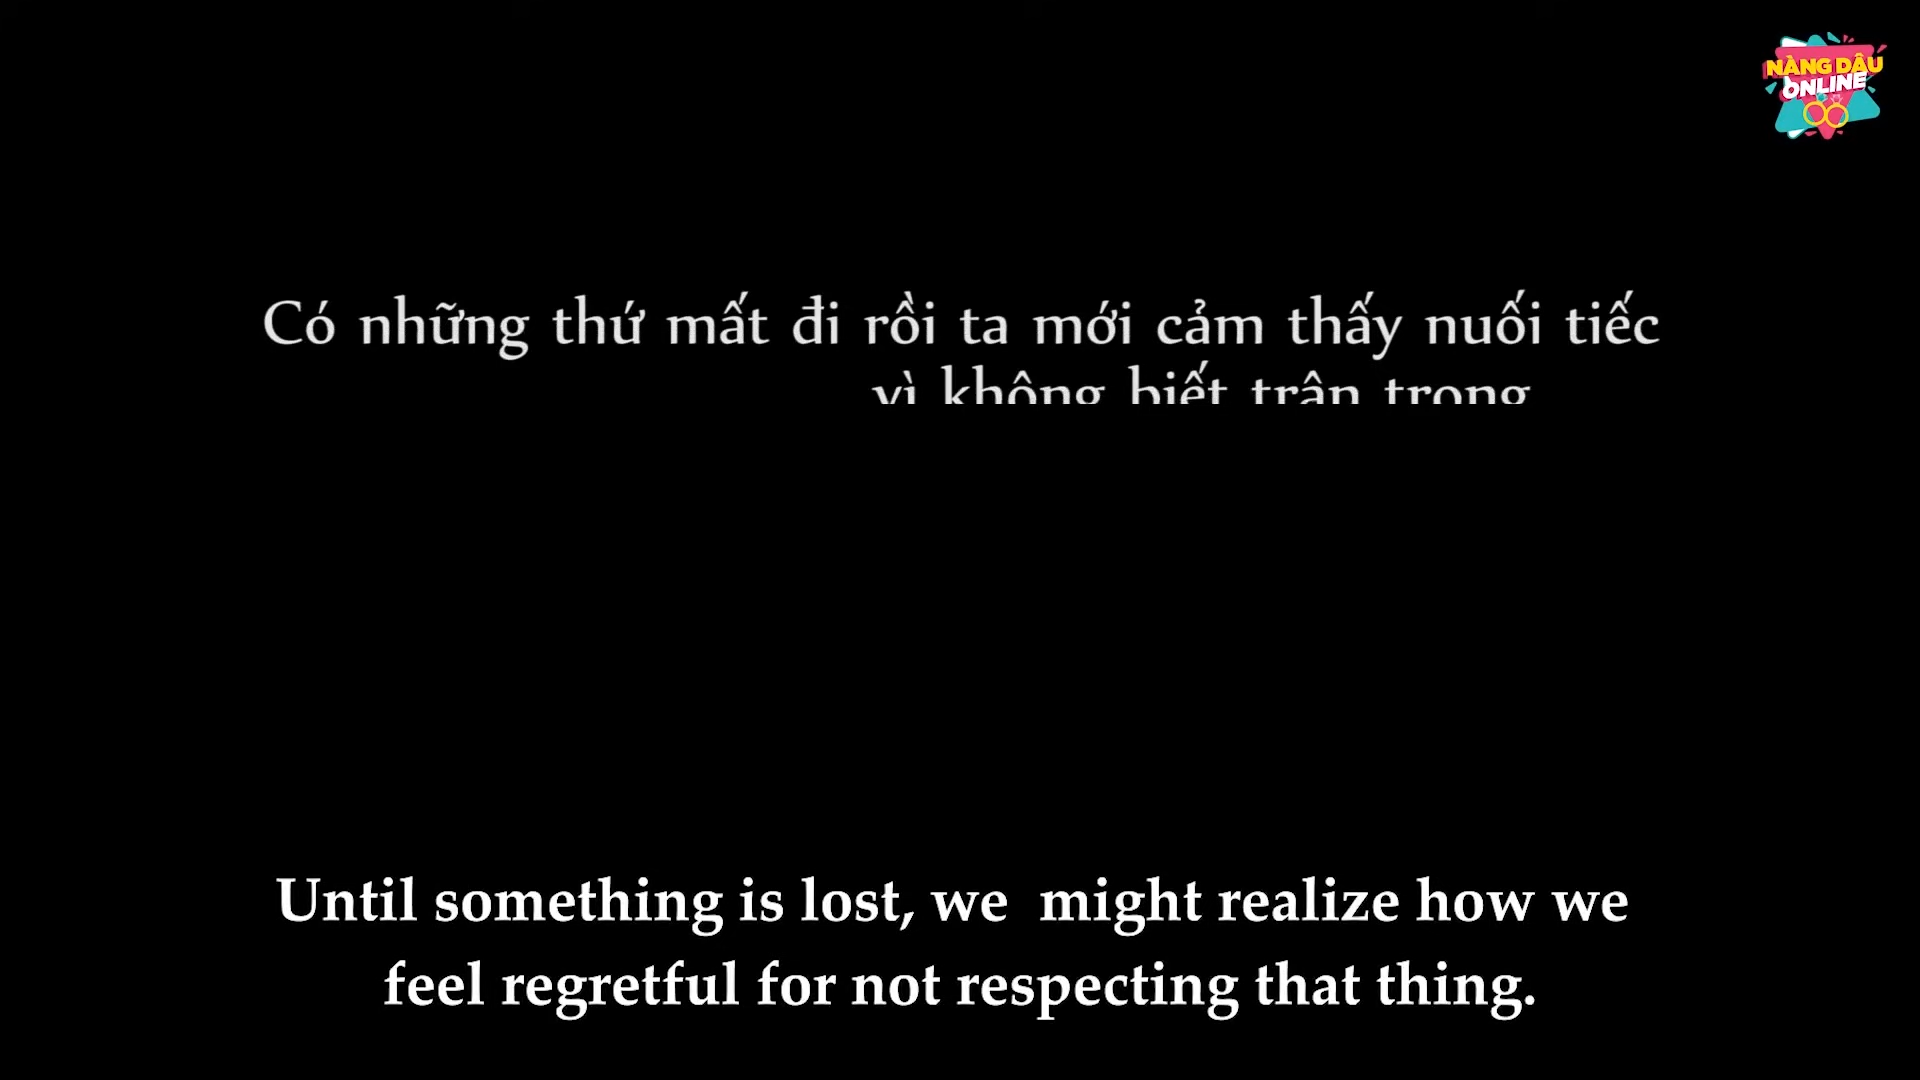 NÀNG DÂU
ONLINE
Có những thứ mất đi rồi ta mới cảm thấy nuối tiếc
vì không biết trân trọng
Until something is lost, we  might realize how we
feel regretful for not respecting that thing.